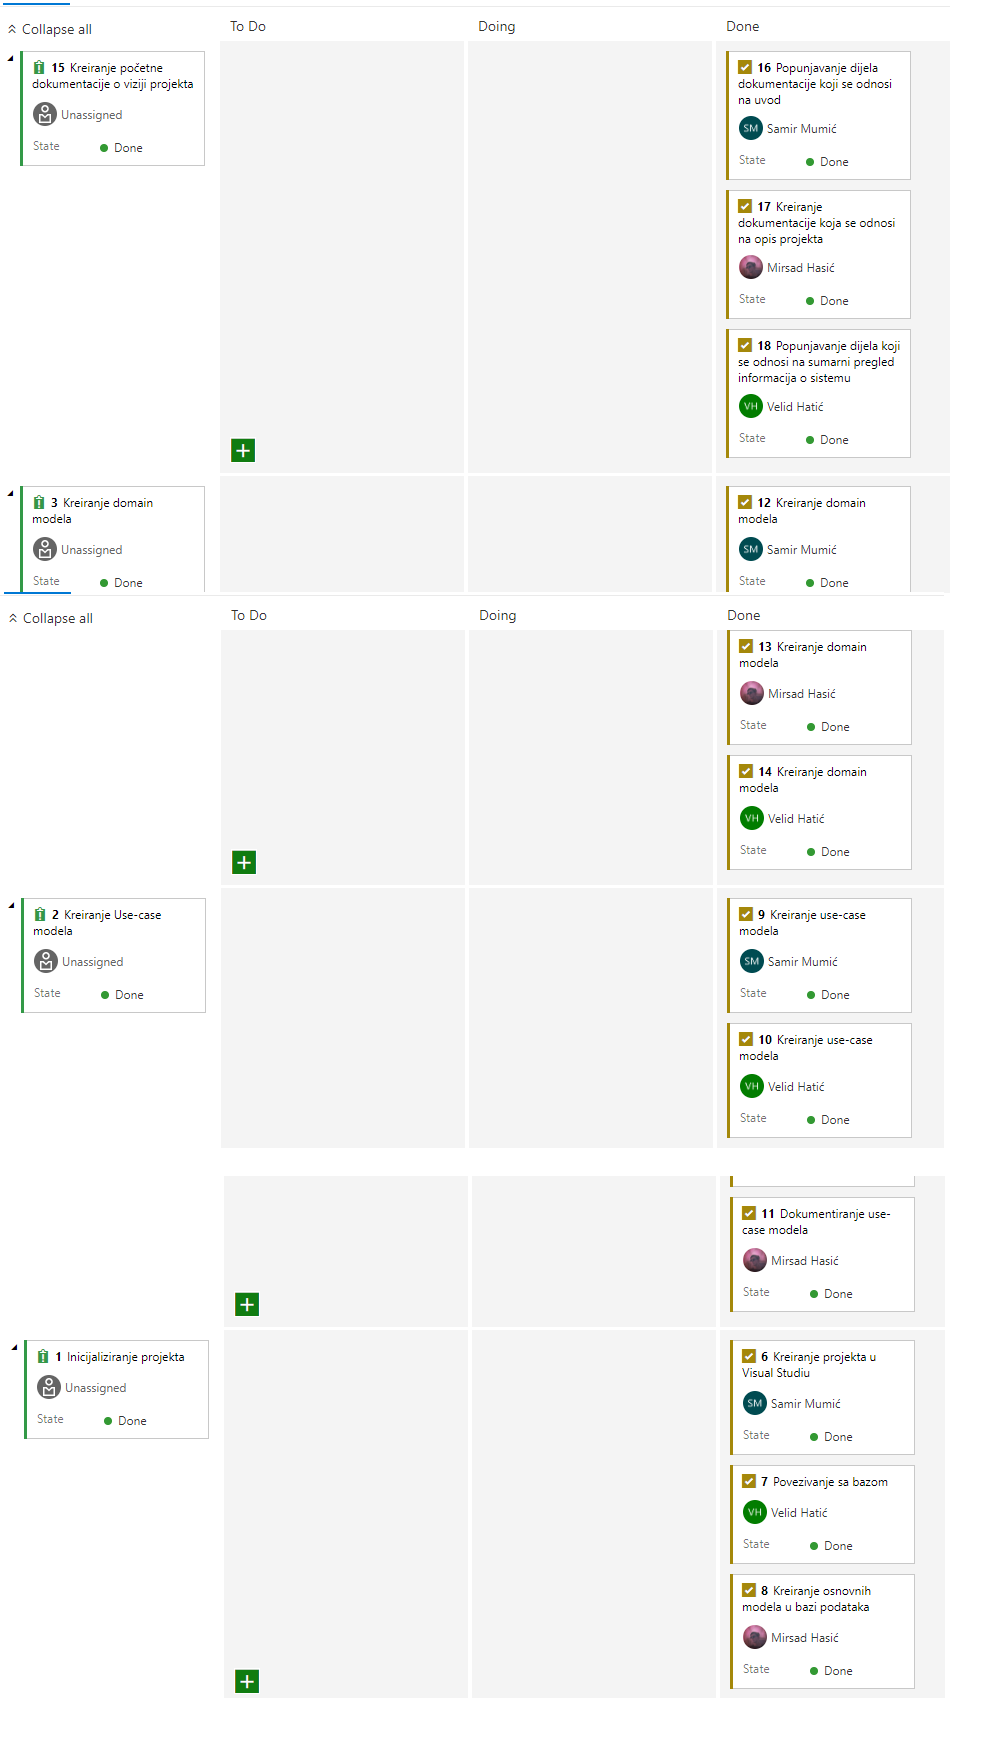 Collapse all
To Do
Doing
Done
15 Kreiranje početne
dokumentacije o viziji projekta
Unassigned
State
Done
16 Popunjavanje dijela
dokumentacije koji se odnosi
na uvod
SM Samir Mumić
State
Done
17 Kreiranje
dokumentacije koja se odnosi
na opis projekta
Mirsad Hasić
State
Done
18 Popunjavanje dijela koji
se odnosi na sumarni pregled
informacija o sistemu
VH Velid Hatić
State
Done
3 Kreiranje domain
modela
Unassigned
State
Done
12 Kreiranje domain
modela
SM Samir Mumić
State
Done
Collapse all
To Do
Doing
Done
13 Kreiranje domain
modela
Mirsad Hasić
State
Done
14 Kreiranje domain
modela
VH Velid Hatić
State
Done
2 Kreiranje Use-case
modela
Unassigned
State
Done
9 Kreiranje use-case
modela
SM Samir Mumić
State
Done
10 Kreiranje use-case
modela
VH Velid Hatić
State
Done
11 Dokumentiranje use-
case modela
Mirsad Hasić
State
Done
1 Inicijaliziranje projekta
Unassigned
State
Done
6 Kreiranje projekta u
Visual Studiu
SM Samir Mumić
State
Done
7 Povezivanje sa bazom
VH Velid Hatić
State
Done
8 Kreiranje osnovnih
modela u bazi podataka
Mirsad Hasić
State
Done